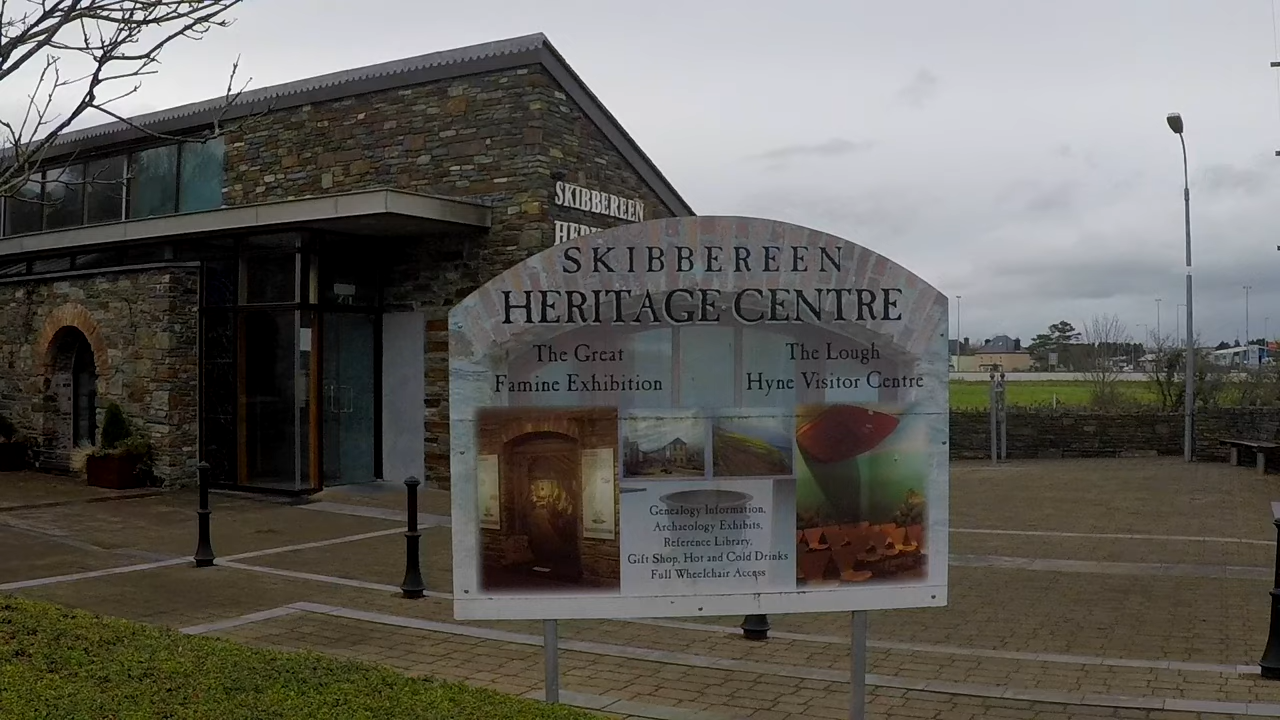 SKIBBEREEN
SKIBBEREEN
HERITAGE CENTRE
The Great
Famine Exhibition
The Lough
Hyne Visitor Centre
Genealogy Information,
Archaeology Exhibits,
Reference Library,
Gift Shop, Hot and Cold Drinks
Full Wheelchair Access